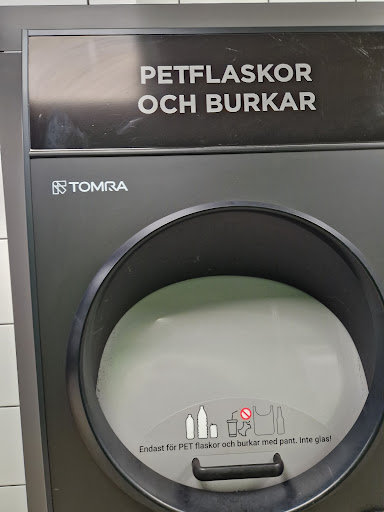 PETFLASKOR
OCH BURKAR
TOMRA
Endast för PET flaskor och burkar med pant. Inte glas!